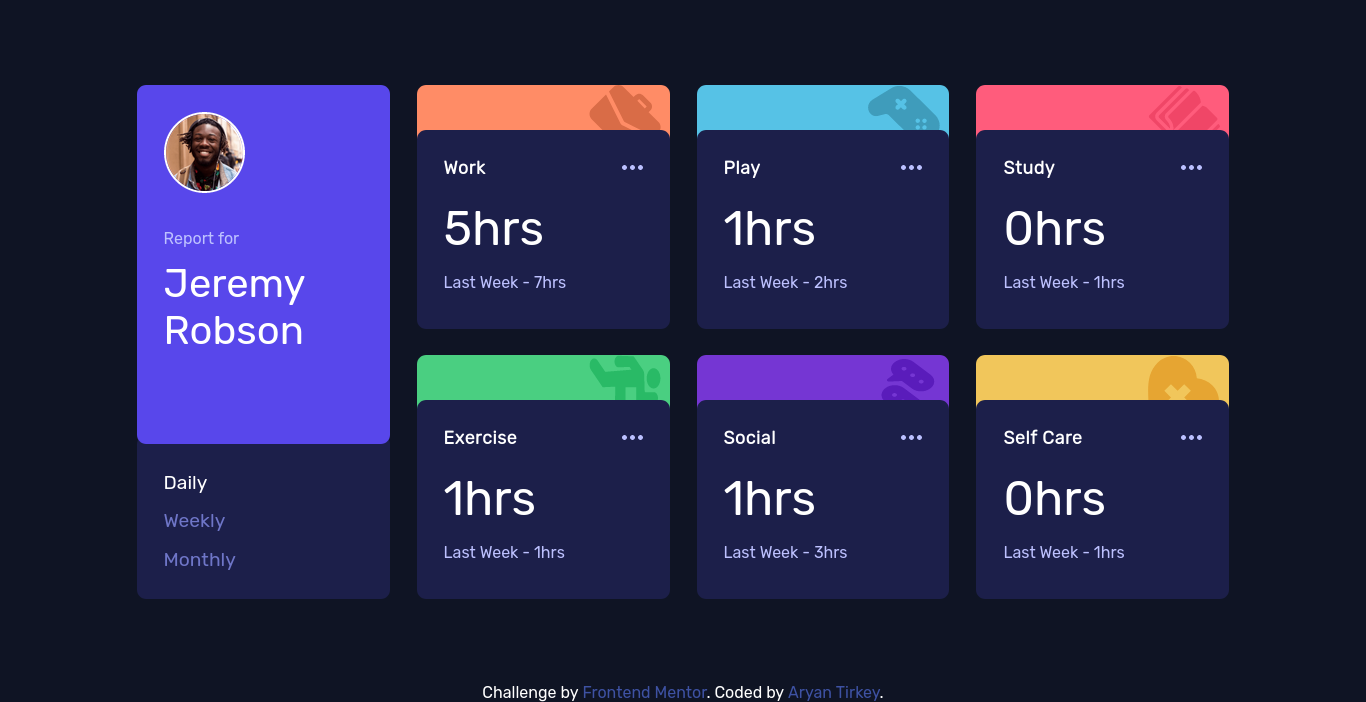 Report for
Jeremy
Robson
Daily
Weekly
Monthly
Work
5hrs
Last Week - 7hrs
Play
1hrs
Last Week - 2hrs
Study
0hrs
Last Week - 1hrs
Exercise
1hrs
Last Week - 1hrs
Social
1hrs
Last Week - 3hrs
Self Care
0hrs
Last Week - 1hrs
Challenge by Frontend Mentor. Coded by Aryan Tirkey.